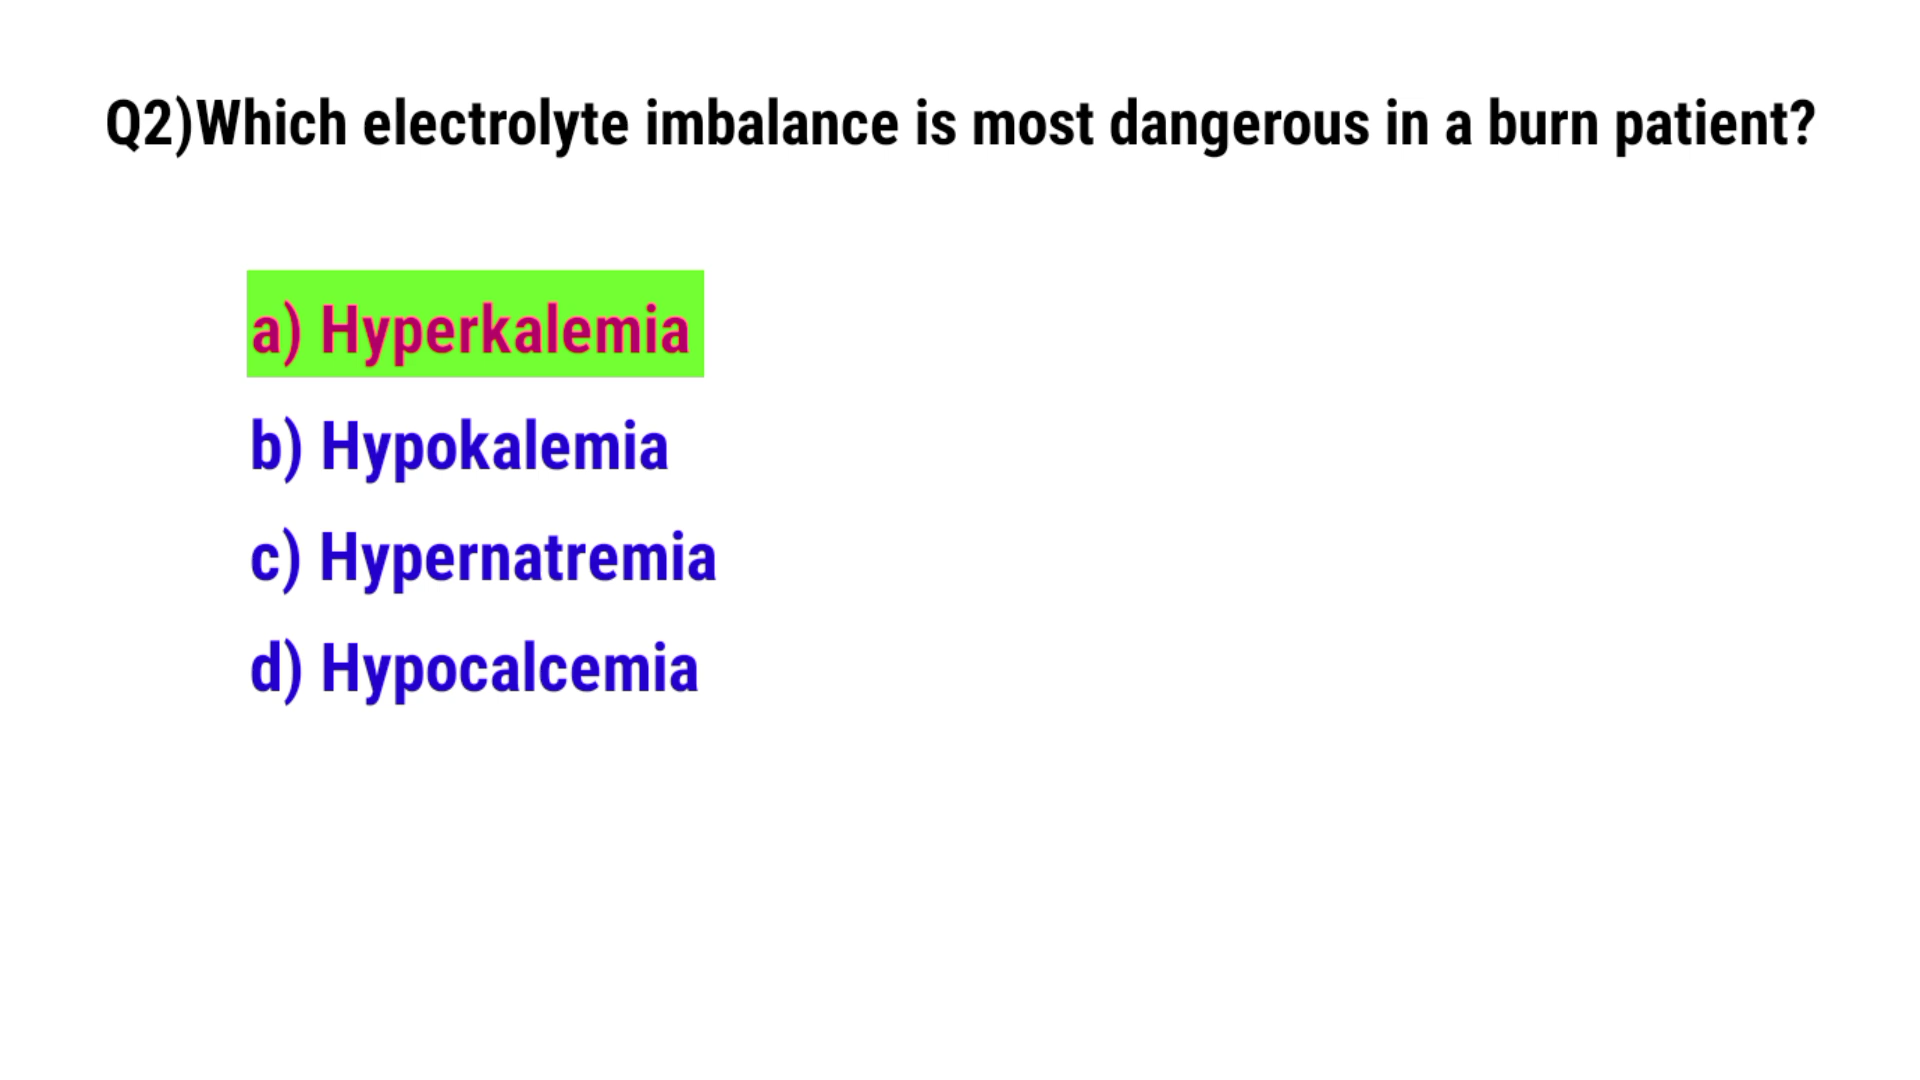 Q2)Which electrolyte imbalance is most dangerous in a burn patient?
a) Hyperkalemia
b) Hypokalemia
c) Hypernatremia
d) Hypocalcemia